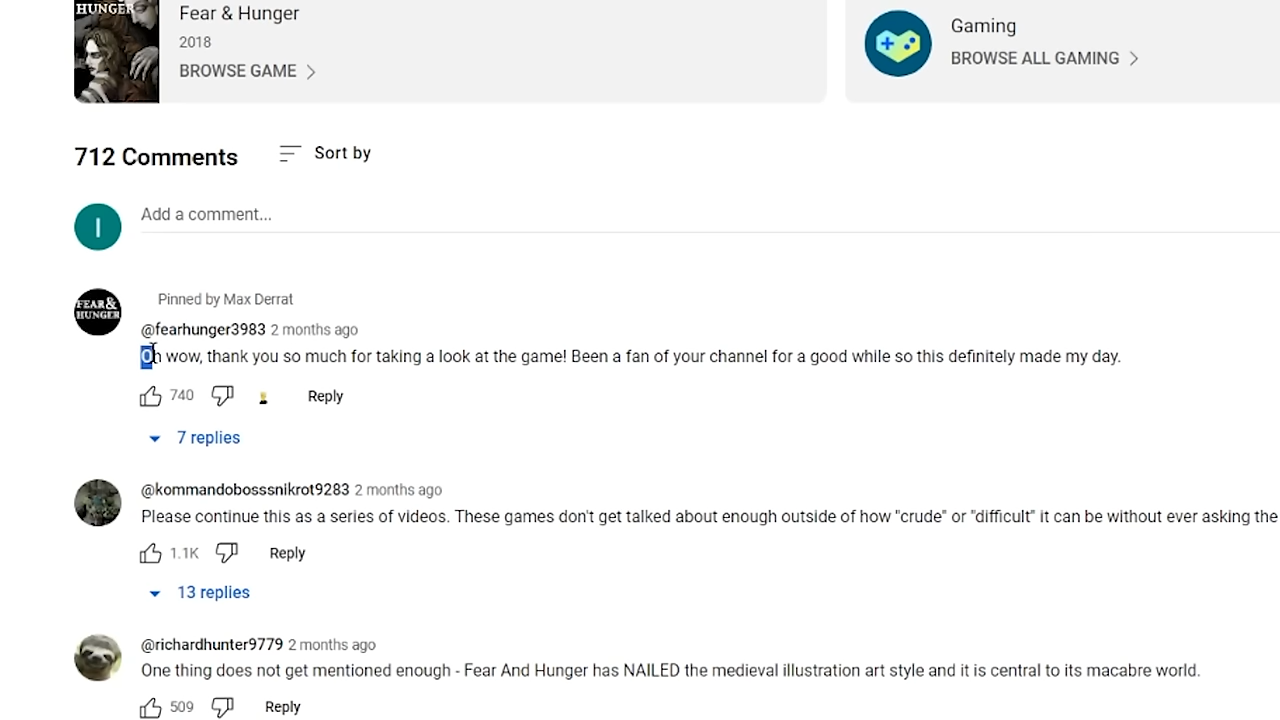 HUNGER
Fear & Hunger
2018
BROWSE GAME
Gaming
BROWSE ALL GAMING
712 Comments
Sort by
I
Add a comment...
FEAR&
HUNGER
Pinned by Max Derrat
@fearhunger3983 2 months ago
Oh wow, thank you so much for taking a look at the game! Been a fan of your channel for a good while so this definitely made my day.
740
Reply
7 replies
@kommandobosssnikrot9283 2 months ago
Please continue this as a series of videos. These games don't get talked about enough outside of how "crude" or "difficult" it can be without ever asking the
1.1K
Reply
13 replies
@richardhunter9779 2 months ago
One thing does not get mentioned enough - Fear And Hunger has NAILED the medieval illustration art style and it is central to its macabre world.
509
Reply